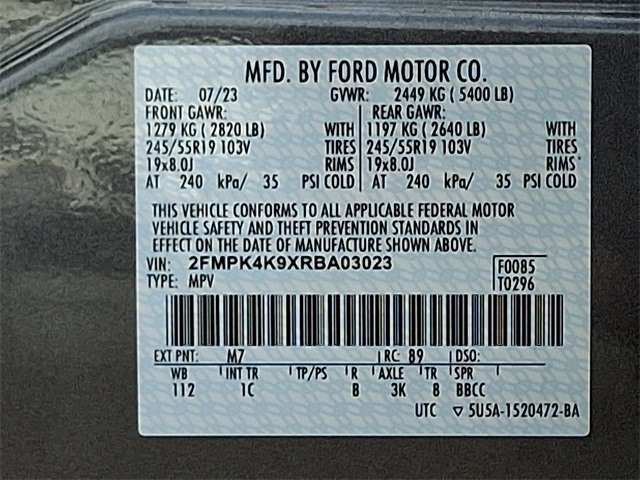 MFD. BY FORD MOTOR CO.
DATE: 07/23 GVWR: 2449 KG (5400 LB)
FRONT GAWR: REAR GAWR:
1279 KG (2820 LB) WITH 1197 KG (2640 LB) WITH
245/55R19 103V TIRES 245/55R19 103V TIRES
19x8.0J RIMS 19x8.0J RIMS
AT 240 kPa/ 35 PSI COLD AT 240 kPa/ 35 PSI COLD
THIS VEHICLE CONFORMS TO ALL APPLICABLE FEDERAL MOTOR
VEHICLE SAFETY AND THEFT PREVENTION STANDARDS IN
EFFECT ON THE DATE OF MANUFACTURE SHOWN ABOVE.
VIN: 2FMPK4K9XRBA03023 F0085
TYPE: MPV T0296
EXT PNT: M7 RC: 89 DSO:
WB INT TR TP/PS R AXLE TR SPR
112 1C B 3K 8 BBCC
UTC ▽ 5U5A-1520472-BA